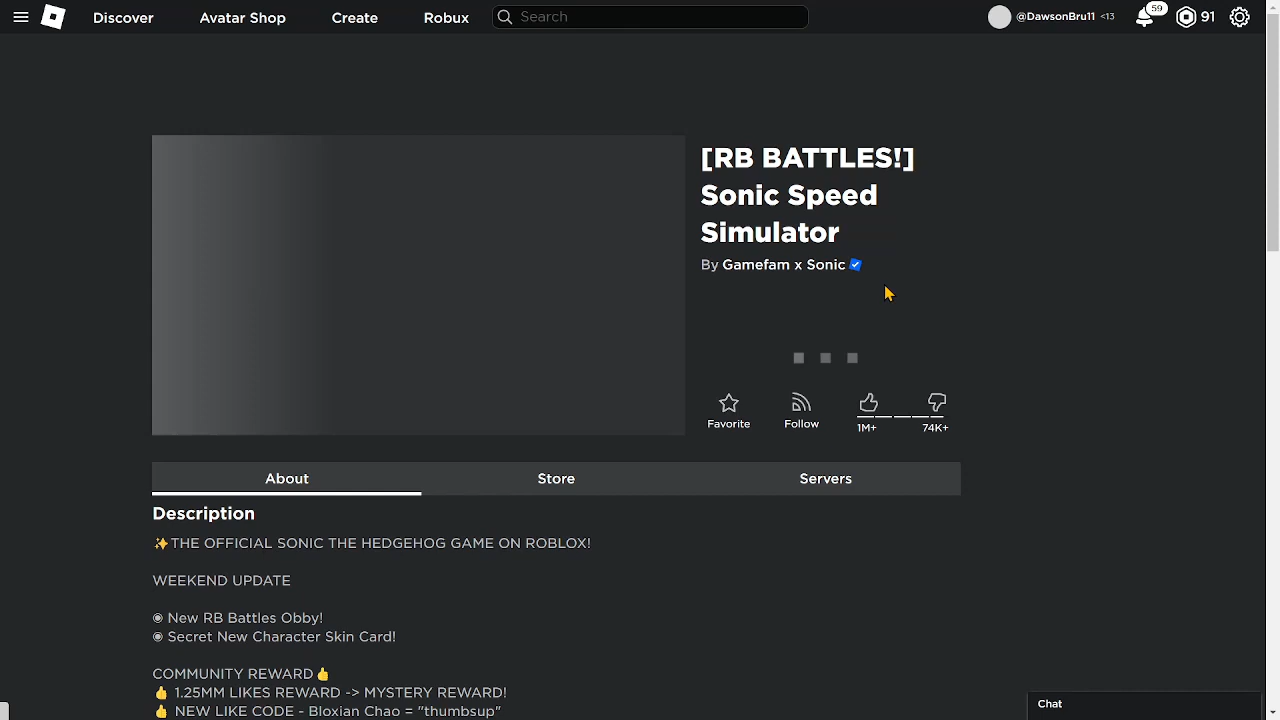 Discover Avatar Shop Create Robux Search @DawsonBru11 <13 59 91
[RB BATTLES!]
Sonic Speed
Simulator
By Gamefam x Sonic
Favorite Follow 1M+ 74K+
About Store Servers
Description
✨THE OFFICIAL SONIC THE HEDGEHOG GAME ON ROBLOX!
WEEKEND UPDATE
◉ New RB Battles Obby!
◉ Secret New Character Skin Card!
COMMUNITY REWARD👍
👍 1.25MM LIKES REWARD -> MYSTERY REWARD!
👍 NEW LIKE CODE - Bloxian Chao = "thumbsup"
Chat